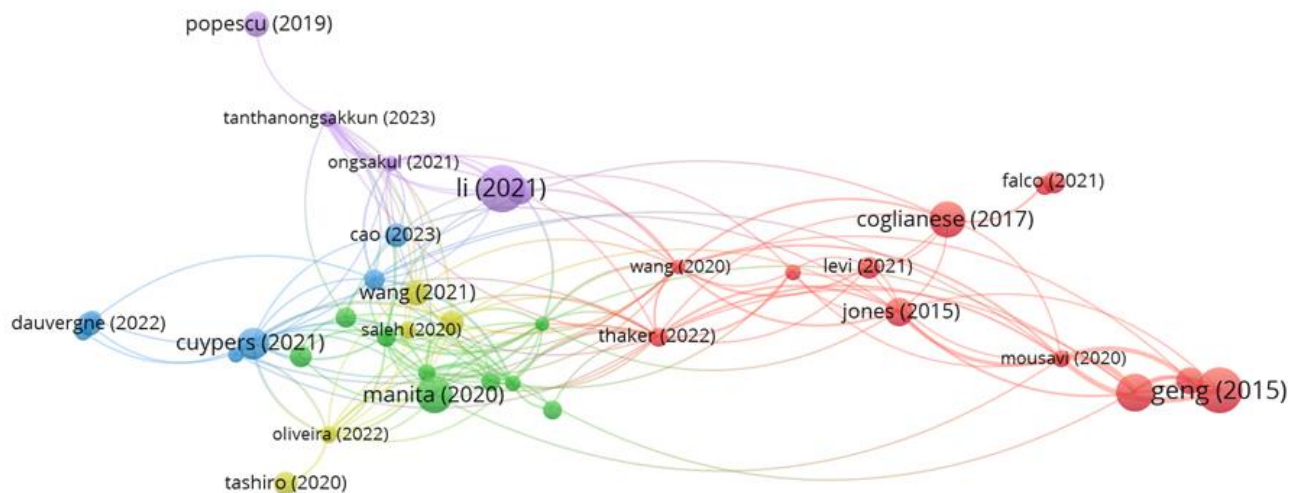 popescu (2019)
tanthanongsakkun (2023)
ongsakul (2021)
li (2021)
falco (2021)
coglianese (2017)
cao (2023)
wang (2020)
levi (2021)
wang (2021)
jones (2015)
dauvergne (2022)
saleh (2020)
thaker (2022)
cuypers (2021)
mousavi (2020)
manita (2020)
geng (2015)
oliveira (2022)
tashiro (2020)